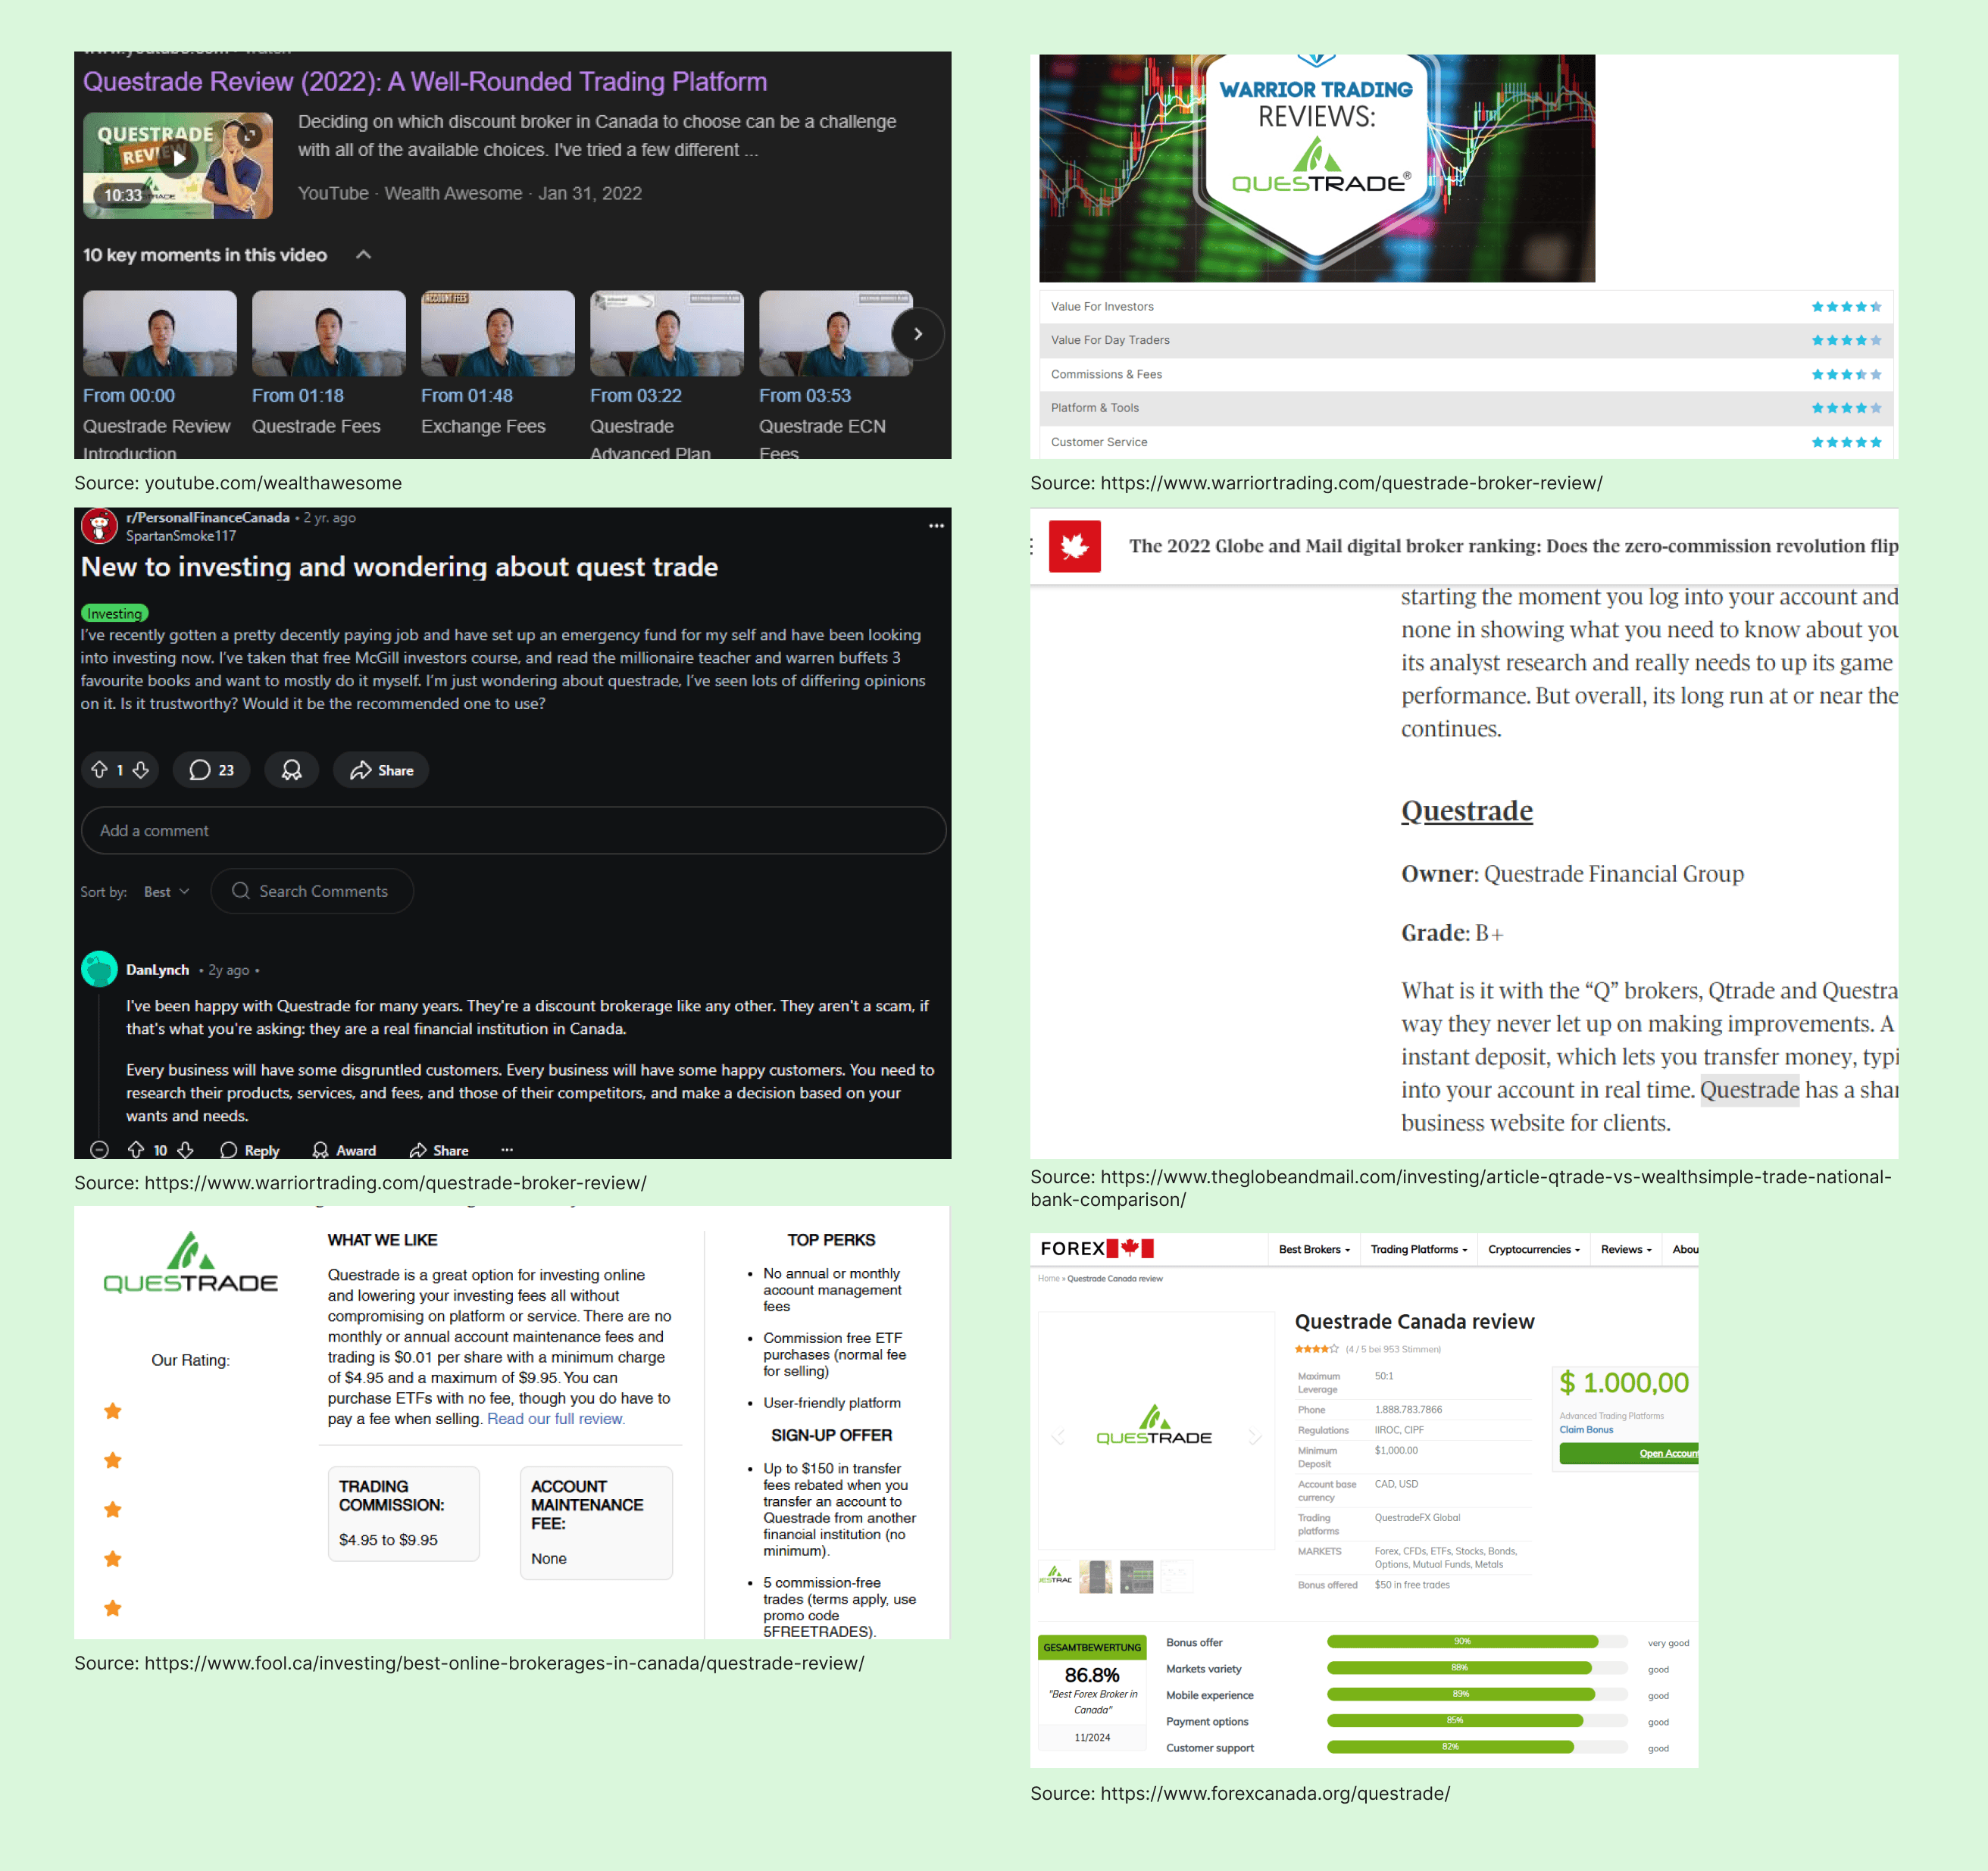 Questrade Review (2022): A Well-Rounded Trading Platform
QUESTRADE
REVIEW
10:33
Deciding on which discount broker in Canada to choose can be a challenge
with all of the available choices. I've tried a few different ...
YouTube · Wealth Awesome · Jan 31, 2022
10 key moments in this video
ACCOUNT FEES
From 00:00
From 01:18
From 01:48
From 03:22
From 03:53
Questrade Review
Introduction
Questrade Fees
Exchange Fees
Questrade
Advanced Plan
Questrade ECN
Fees
Source: youtube.com/wealthawesome
WARRIOR TRADING
REVIEWS:
QUESTRADE®
Value For Investors
Value For Day Traders
Commissions & Fees
Platform & Tools
Customer Service
Source: https://www.warriortrading.com/questrade-broker-review/
r/PersonalFinanceCanada • 2 yr. ago
SpartanSmoke117
New to investing and wondering about quest trade
Investing
I've recently gotten a pretty decently paying job and have set up an emergency fund for my self and have been looking
into investing now. I've taken that free McGill investors course, and read the millionaire teacher and warren buffets 3
favourite books and want to mostly do it myself. I'm just wondering about questrade, I've seen lots of differing opinions
on it. Is it trustworthy? Would it be the recommended one to use?
1
23
Share
Add a comment
Sort by: Best
Search Comments
DanLynch • 2y ago •
I've been happy with Questrade for many years. They're a discount brokerage like any other. They aren't a scam, if
that's what you're asking: they are a real financial institution in Canada.
Every business will have some disgruntled customers. Every business will have some happy customers. You need to
research their products, services, and fees, and those of their competitors, and make a decision based on your
wants and needs.
10
Reply
Award
Share
Source: https://www.warriortrading.com/questrade-broker-review/
The 2022 Globe and Mail digital broker ranking: Does the zero-commission revolution flip
starting the moment you log into your account and
none in showing what you need to know about you
its analyst research and really needs to up its game
performance. But overall, its long run at or near the
continues.
Questrade
Owner: Questrade Financial Group
Grade: B+
What is it with the “Q” brokers, Qtrade and Questra
way they never let up on making improvements. A
instant deposit, which lets you transfer money, typi
into your account in real time. Questrade has a shar
business website for clients.
Source: https://www.theglobeandmail.com/investing/article-qtrade-vs-wealthsimple-trade-national-
bank-comparison/
QUESTRADE
Our Rating:
WHAT WE LIKE
Questrade is a great option for investing online
and lowering your investing fees all without
compromising on platform or service. There are no
monthly or annual account maintenance fees and
trading is $0.01 per share with a minimum charge
of $4.95 and a maximum of $9.95. You can
purchase ETFs with no fee, though you do have to
pay a fee when selling. Read our full review.
TRADING
COMMISSION:
$4.95 to $9.95
ACCOUNT
MAINTENANCE
FEE:
None
TOP PERKS
• No annual or monthly
account management
fees
• Commission free ETF
purchases (normal fee
for selling)
• User-friendly platform
SIGN-UP OFFER
• Up to $150 in transfer
fees rebated when you
transfer an account to
Questrade from another
financial institution (no
minimum).
• 5 commission-free
trades (terms apply, use
promo code
5FREETRADES).
Source: https://www.fool.ca/investing/best-online-brokerages-in-canada/questrade-review/
FOREX
Best Brokers
Trading Platforms
Cryptocurrencies
Reviews
Abou
Home » Questrade Canada review
QUESTRADE
Questrade Canada review
(4 / 5 bei 953 Stimmen)
Maximum
Leverage
50:1
Phone
1.888.783.7866
Regulations
IIROC, CIPF
Minimum
Deposit
$1,000.00
Account base
currency
CAD, USD
Trading
platforms
QuestradeFX Global
MARKETS
Forex, CFDs, ETFs, Stocks, Bonds,
Options, Mutual Funds, Metals
Bonus offered
$50 in free trades
$ 1.000,00
Advanced Trading Platforms
Claim Bonus
Open Accoun
GESAMTBEWERTUNG
86.8%
"Best Forex Broker in
Canada"
11/2024
Bonus offer 90% very good
Markets variety 88% good
Mobile experience 89% good
Payment options 85% good
Customer support 82% good
Source: https://www.forexcanada.org/questrade/